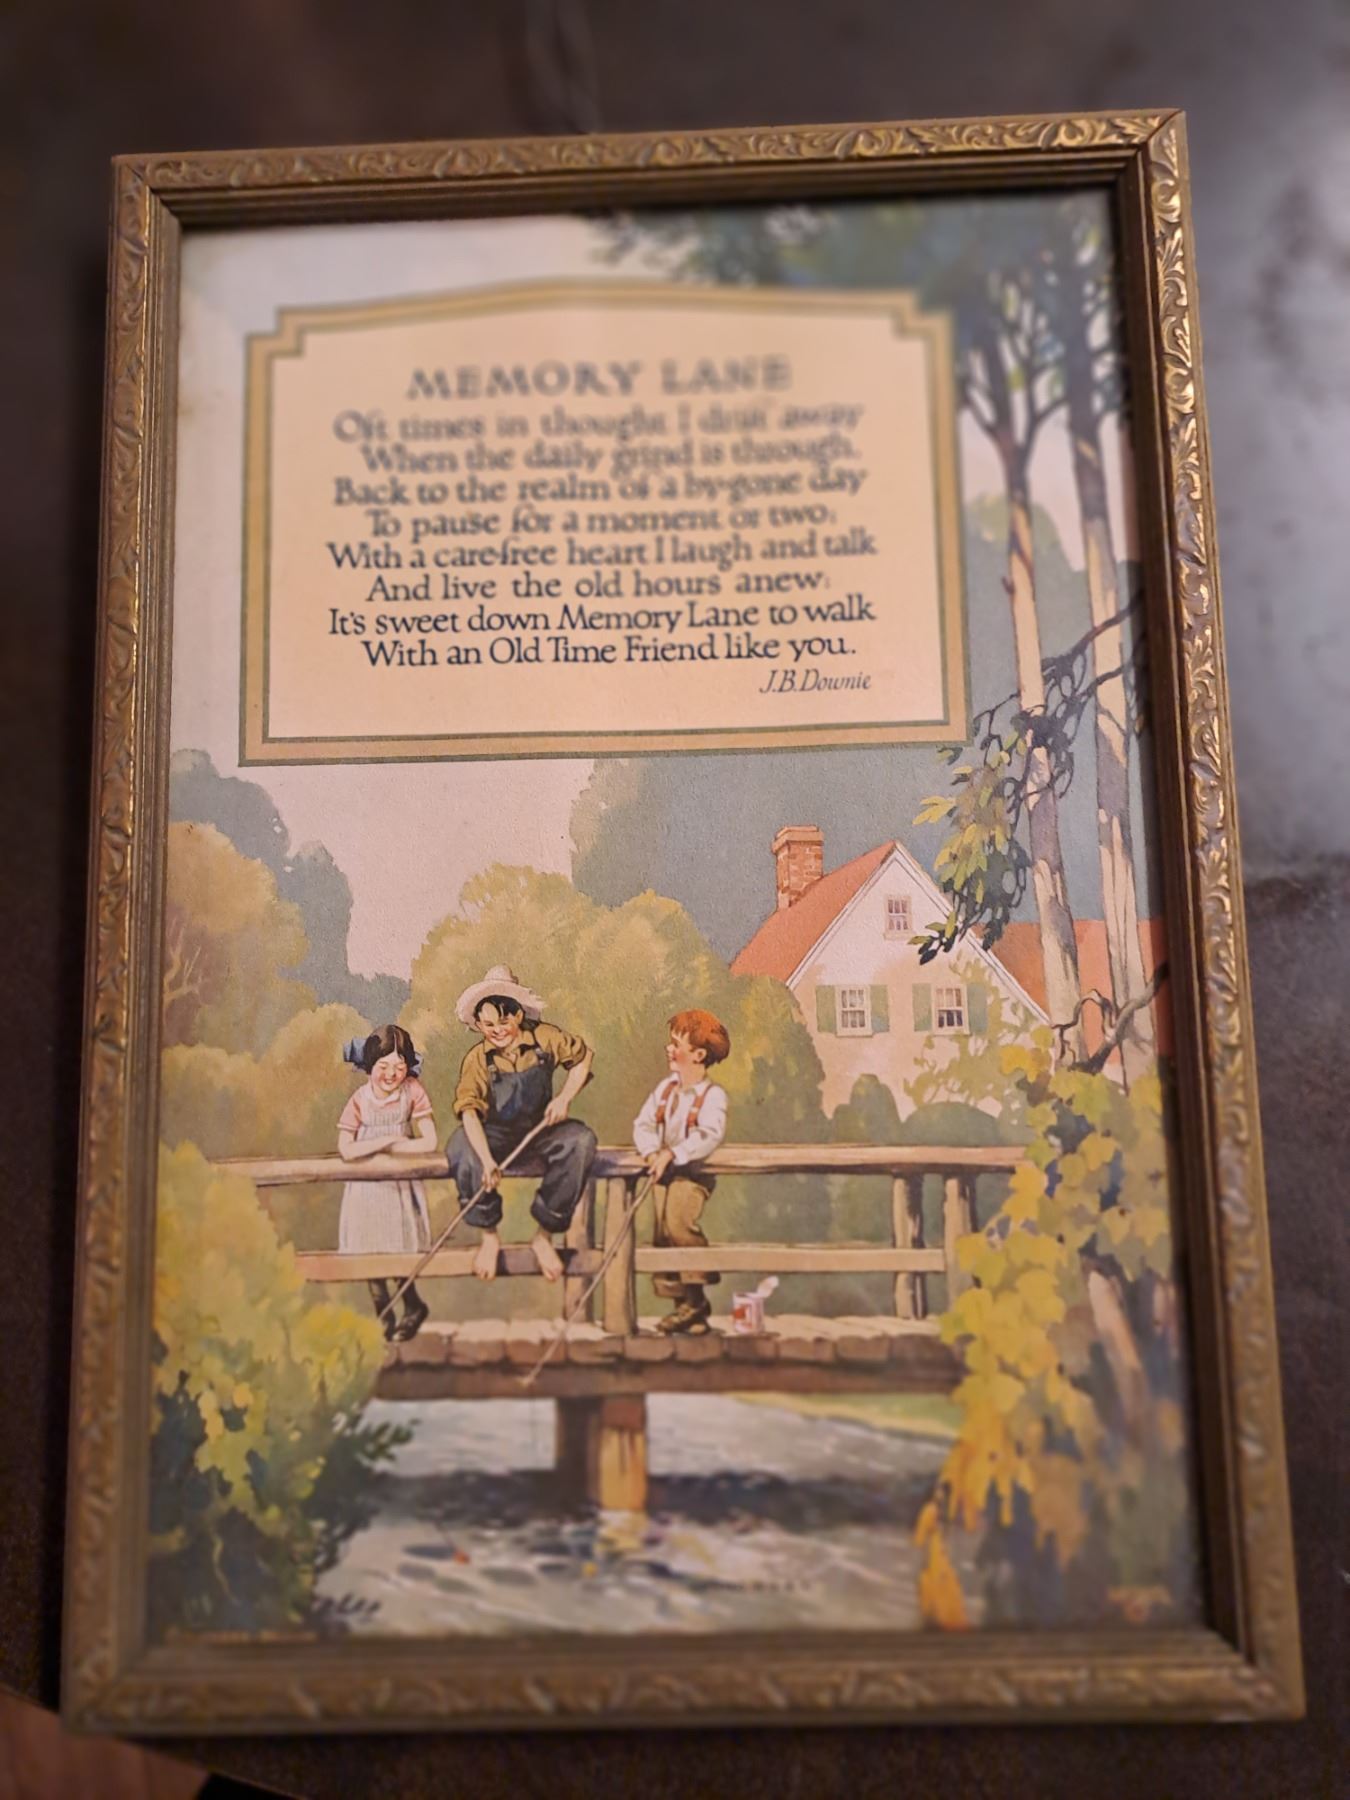 MEMORY LANE
Oft times in thought I drift away
When the daily grind is through.
Back to the realm of a by-gone day
To pause for a moment or two;
With a care-free heart I laugh and talk
And live the old hours anew;
It's sweet down Memory Lane to walk
With an Old Time Friend like you.
J.B.Downie